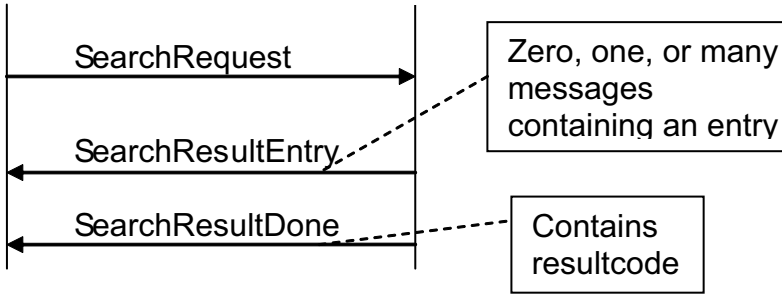 SearchRequest
Zero, one, or many
messages
containing an entry
SearchResultEntry
SearchResultDone
Contains
resultcode